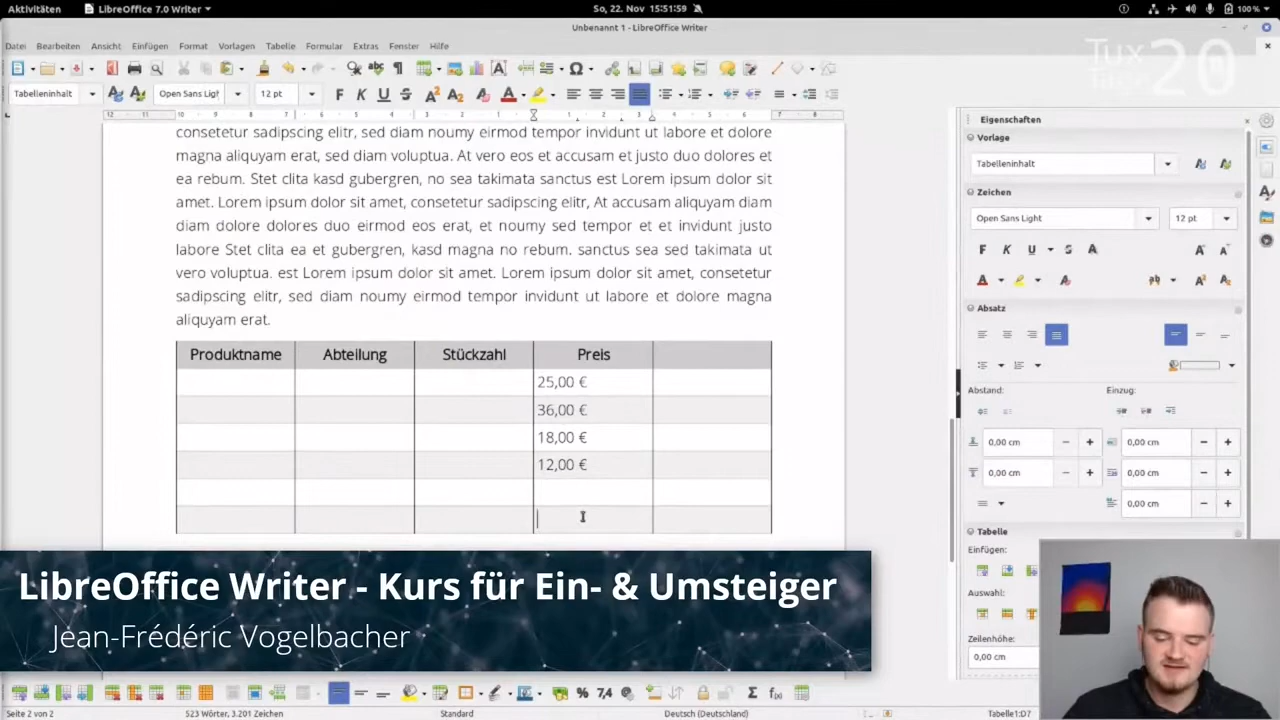 Aktivitäten
LibreOffice 7.0 Writer
So, 22. Nov 15:51:59
100 %
Unbenannt 1 - LibreOffice Writer
Datei Bearbeiten Ansicht Einfügen Format Vorlagen Tabelle Formular Extras Fenster Hilfe
Tux
20
Tabelleninhalt
Open Sans Light
12 pt
consetetur sadipscing elitr, sed diam noumy eirmod tempor invidunt ut labore et dolore
magna aliquyam erat, sed diam voluptua. At vero eos et accusam et justo duo dolores et
ea rebum. Stet clita kasd gubergren, no sea takimata sanctus est Lorem ipsum dolor sit
amet. Lorem ipsum dolor sit amet, consetetur sadipscing elitr, At accusam aliquyam diam
diam dolore dolores duo eirmod eos erat, et noumy sed tempor et et invidunt justo
labore Stet clita ea et gubergren, kasd magna no rebum. sanctus sea sed takimata ut
vero voluptua. est Lorem ipsum dolor sit amet. Lorem ipsum dolor sit amet, consetetur
sadipscing elitr, sed diam noumy eirmod tempor invidunt ut labore et dolore magna
aliquyam erat.
Produktname Abteilung Stückzahl Preis
25,00 €
36,00 €
18,00 €
12,00 €
Eigenschaften
Vorlage
Tabelleninhalt
Zeichen
Open Sans Light
12 pt
Absatz
Abstand:
Einzug:
0,00 cm
0,00 cm
0,00 cm
0,00 cm
0,00 cm
Tabelle
Einfügen:
Auswahl:
Zeilenhöhe:
0,00 cm
LibreOffice Writer - Kurs für Ein- & Umsteiger
Jean-Frédéric Vogelbacher
Seite 2 von 2
523 Wörter, 3.201 Zeichen
Standard
Deutsch (Deutschland)
Tabelle1:D7